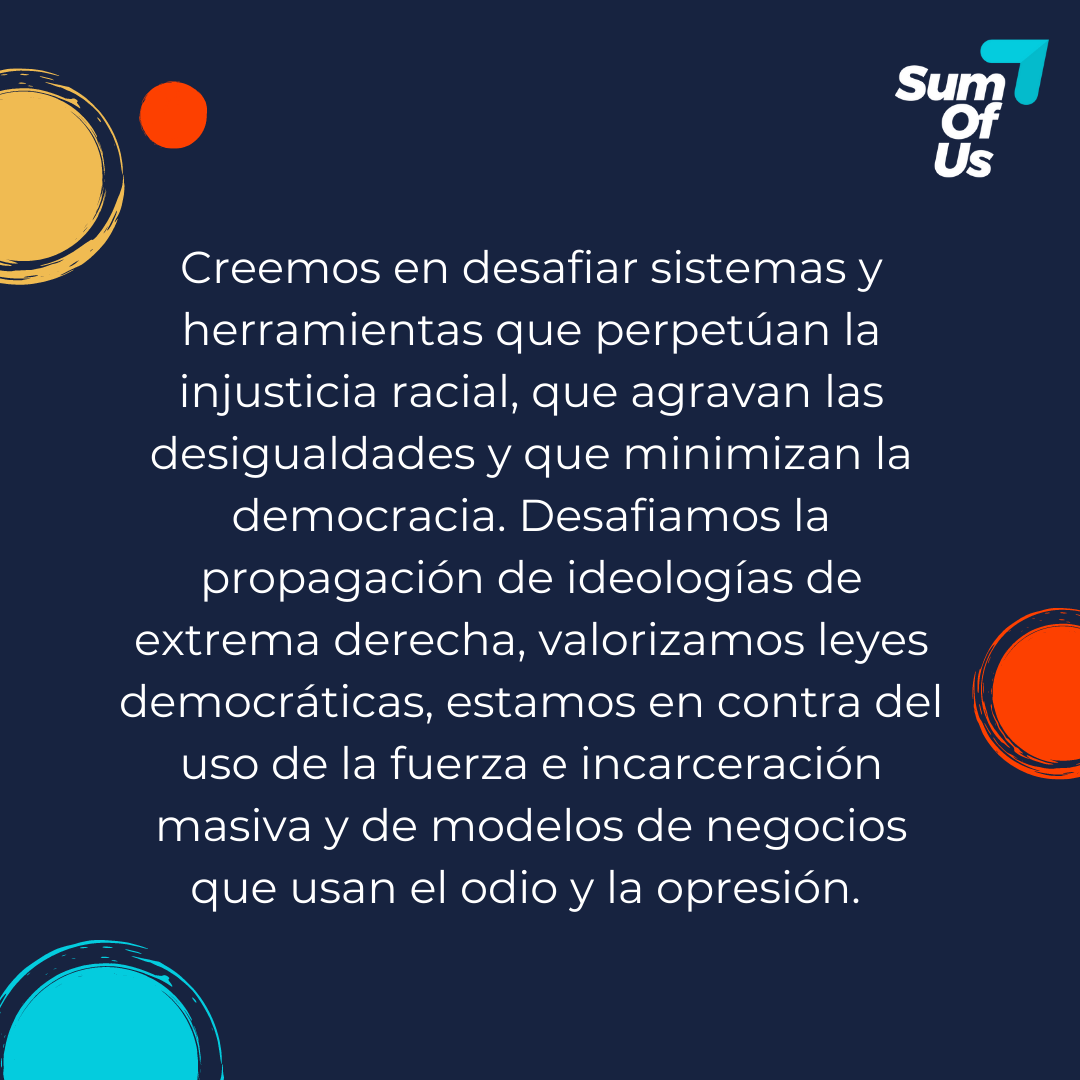 Sum
Of
Us
Creemos en desafiar sistemas y
herramientas que perpetúan la
injusticia racial, que agravan las
desigualdades y que minimizan la
democracia. Desafiamos la
propagación de ideologías de
extrema derecha, valorizamos leyes
democráticas, estamos en contra del
uso de la fuerza e incarceración
masiva y de modelos de negocios
que usan el odio y la opresión.